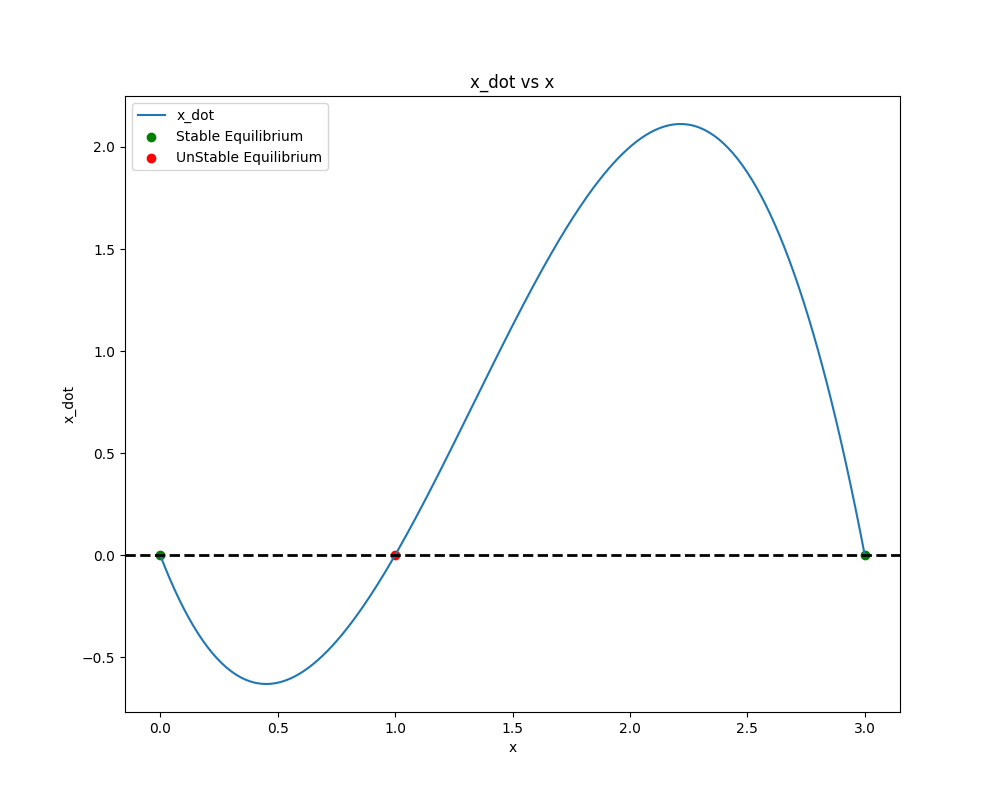 x_dot vs x
x_dot
Stable Equilibrium
UnStable Equilibrium
2.0
1.5
1.0
0.5
0.0
−0.5
x_dot
0.0 0.5 1.0 1.5 2.0 2.5 3.0
x